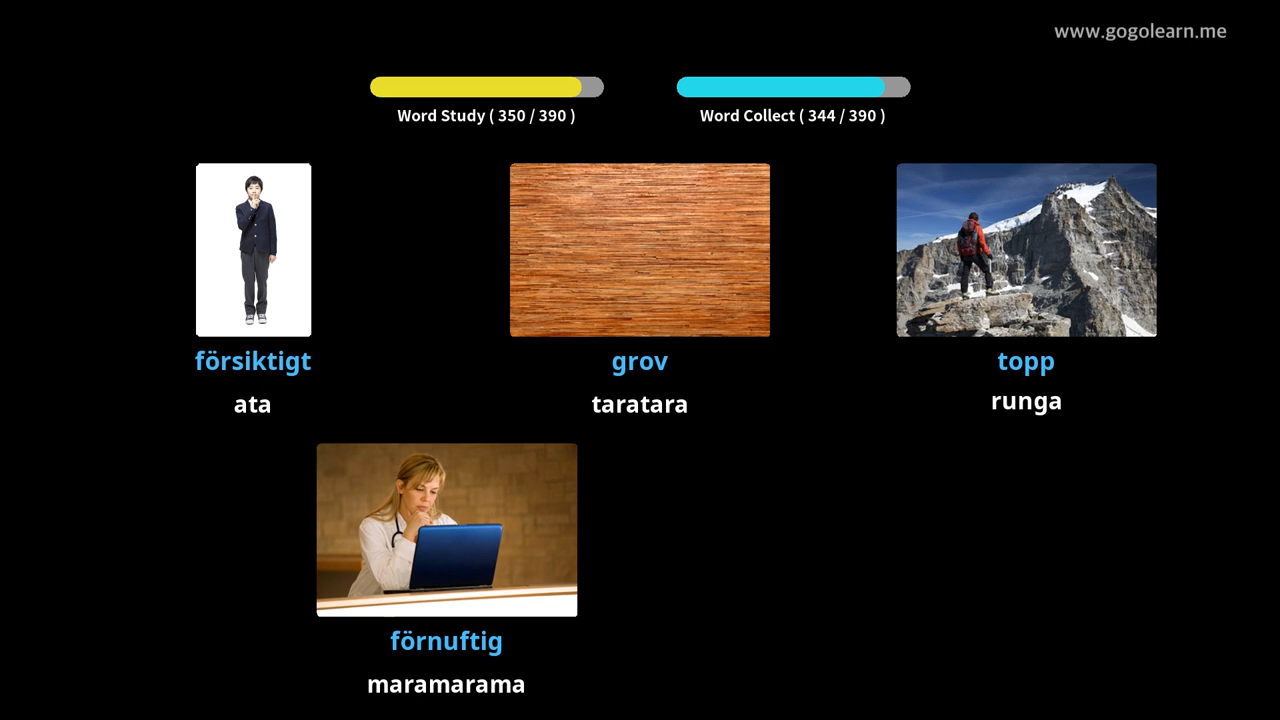 www.gogolearn.me
Word Study ( 350 / 390 )
Word Collect ( 344 / 390 )
försiktigt
ata
grov
taratara
topp
runga
förnuftig
maramarama